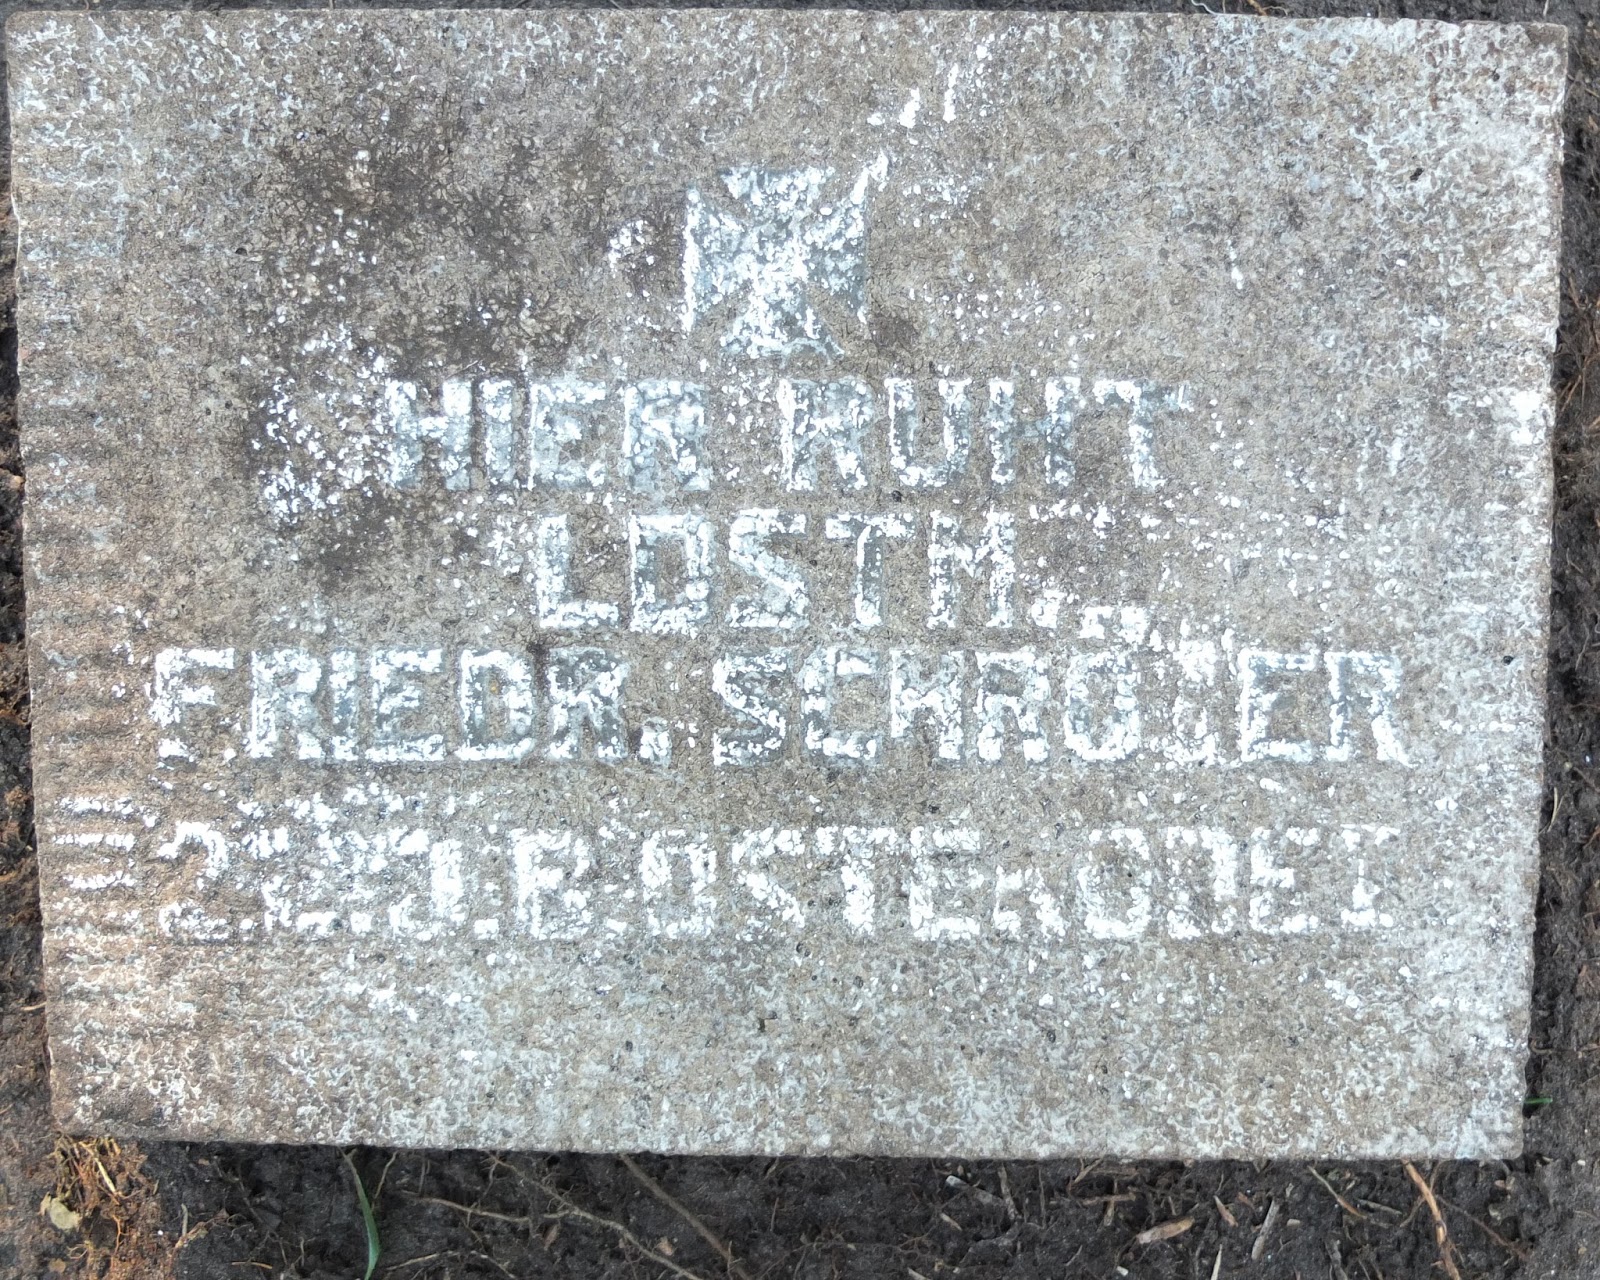 HIER RUHT
LDSTM.
FRIEDR. SCHRÖDER
OSTERODE I